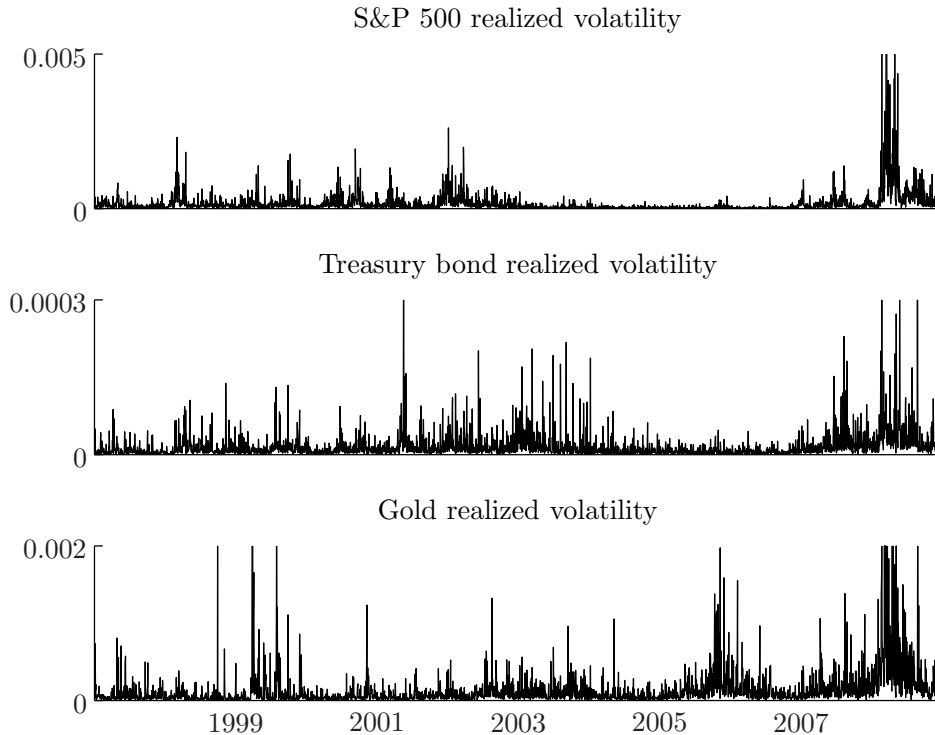 S&P 500 realized volatility
0.005
0
Treasury bond realized volatility
0.0003
0
Gold realized volatility
0.002
0
1999 2001 2003 2005 2007